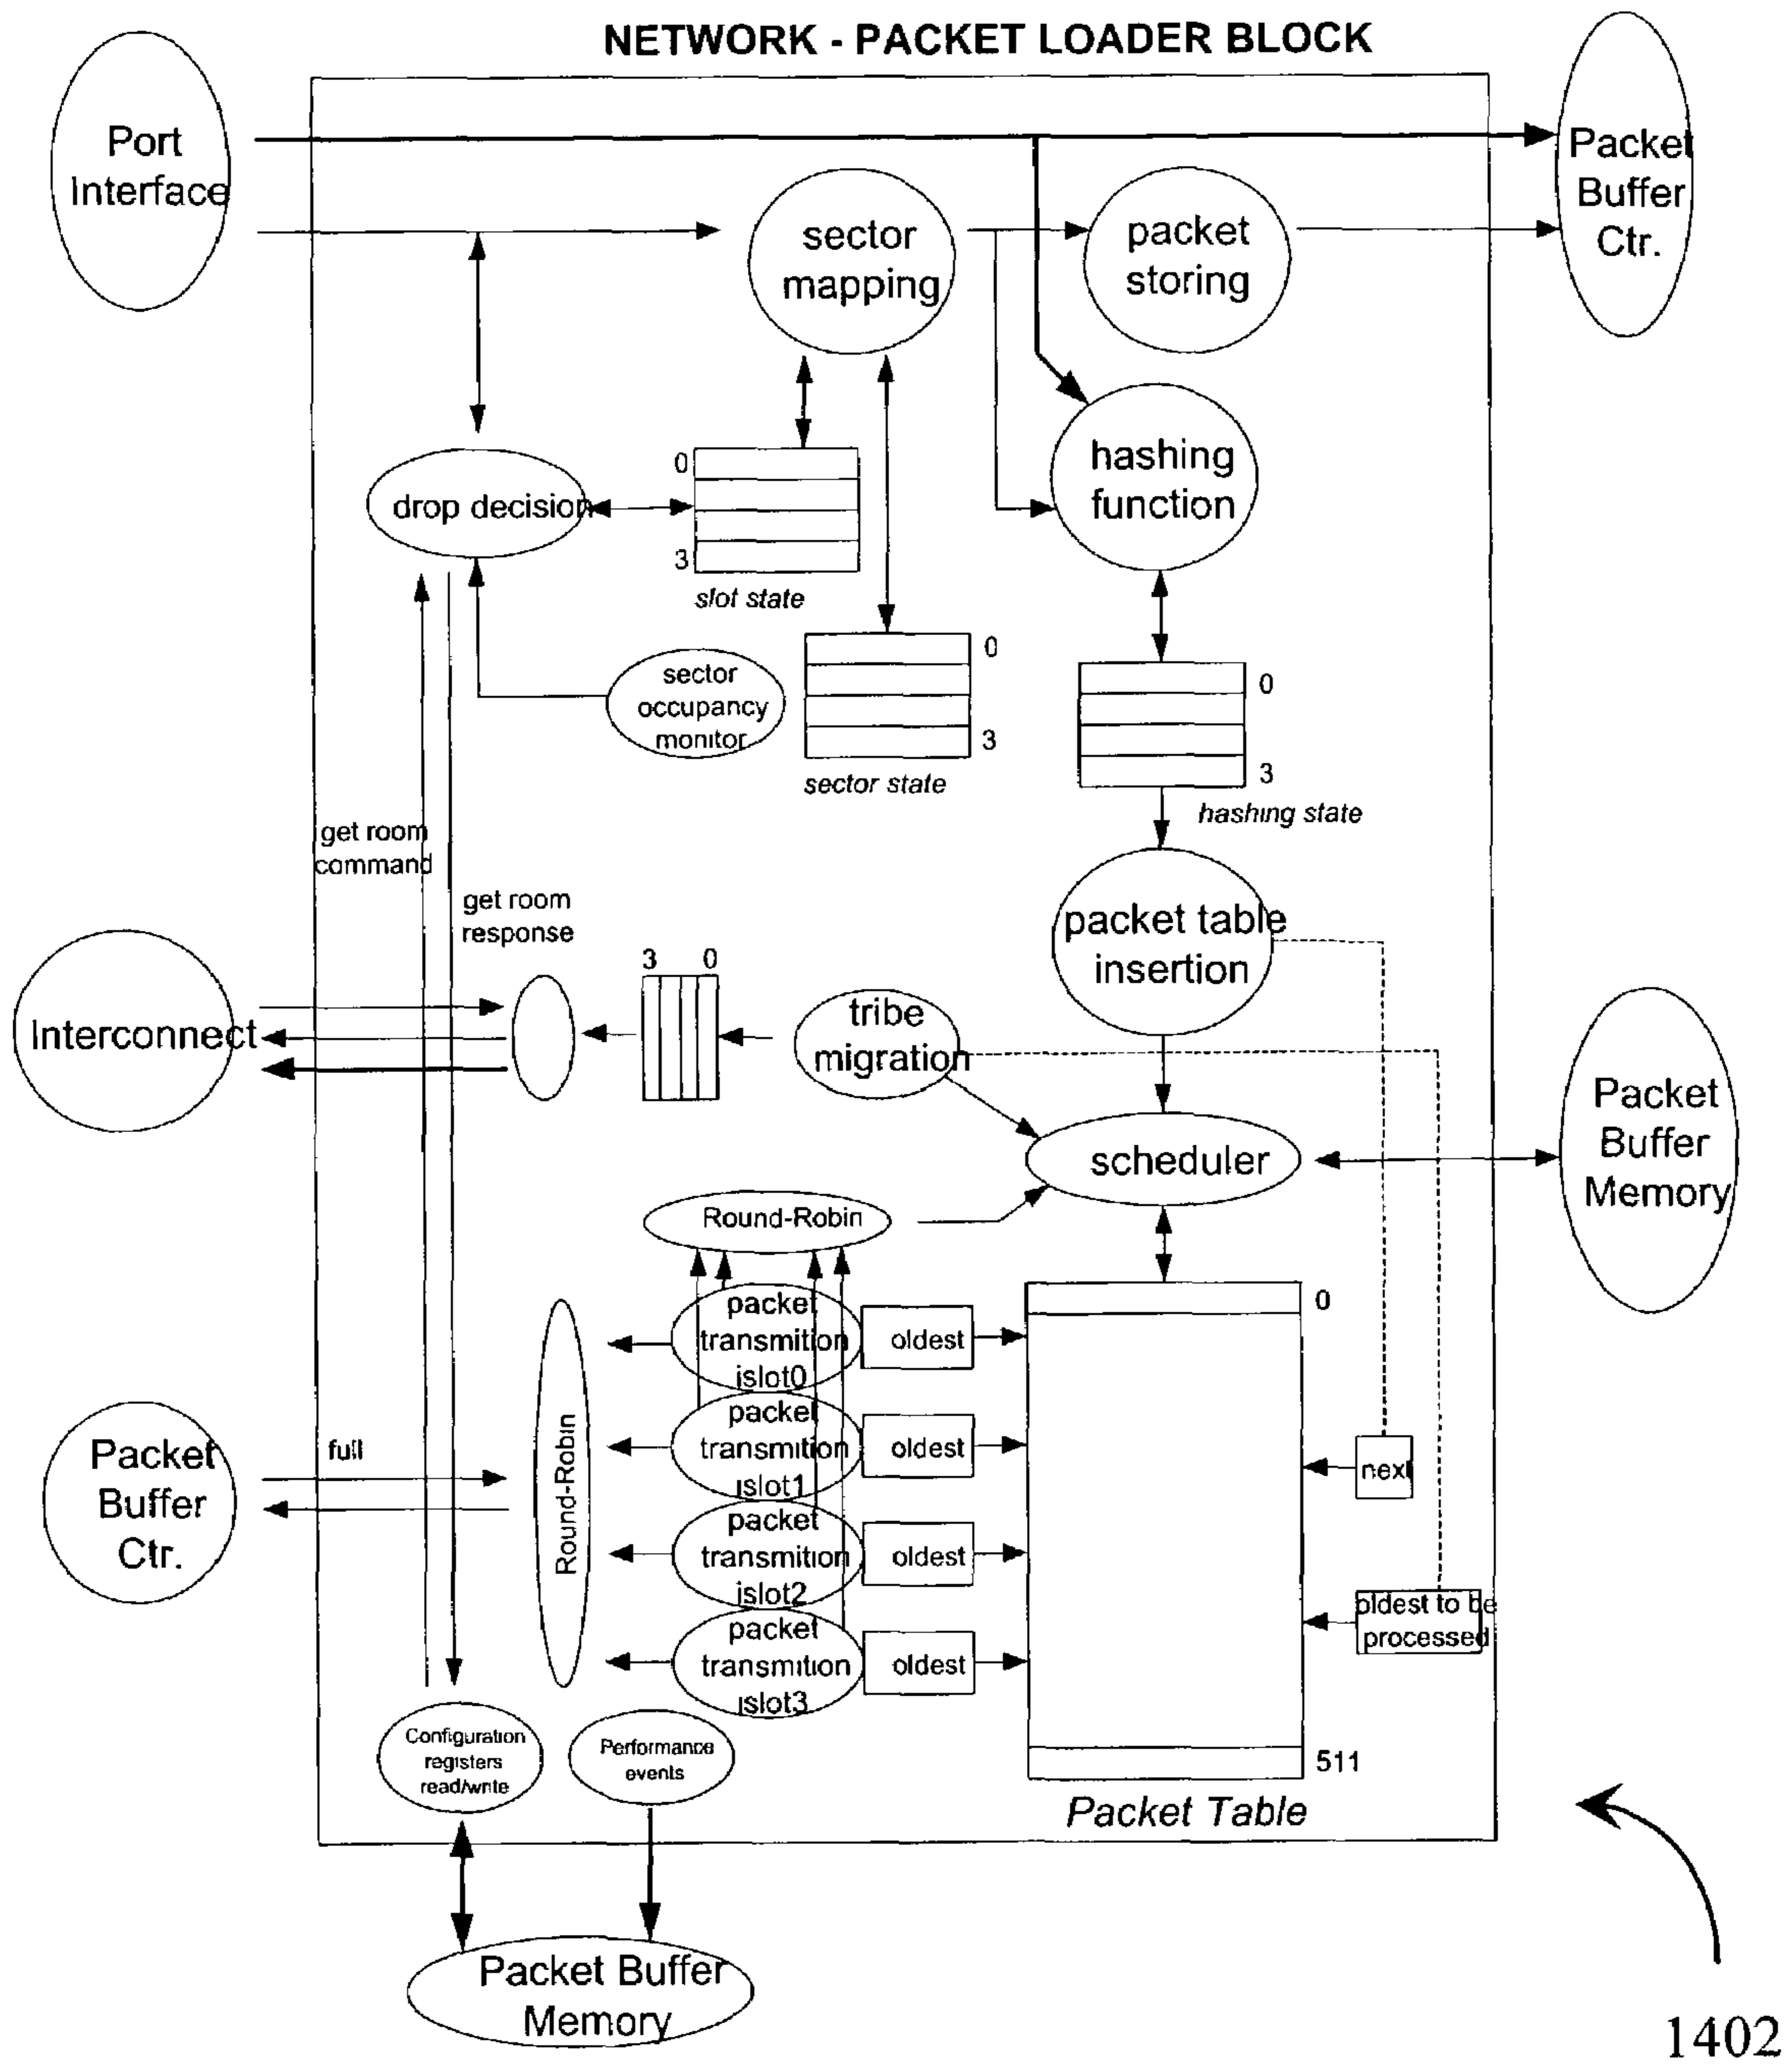 NETWORK - PACKET LOADER BLOCK
Port
Interface
Packet
Buffer
Ctr.
sector
mapping
packet
storing
hashing
function
drop decision
0
3
slot state
sector
occupancy
monitor
0
3
sector state
0
3
hashing state
get room
command
get room
response
packet table
insertion
Interconnect
3 0
tribe
migration
scheduler
Packet
Buffer
Memory
Round-Robin
packet
transmition
islot0
oldest
packet
transmition
islot1
oldest
packet
transmition
islot2
oldest
packet
transmition
islot3
oldest
Round-Robin
0
511
next
oldest to be
processed
Packet
Buffer
Ctr.
full
Configuration
registers
read/write
Performance
events
Packet Table
Packet Buffer
Memory
1402